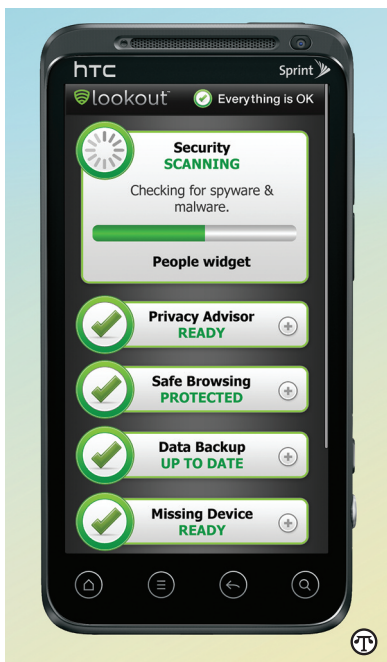 hTC
Sprint
lookout™
Everything is OK
Security
SCANNING
Checking for spyware &
malware.
People widget
Privacy Advisor
READY
Safe Browsing
PROTECTED
Data Backup
UP TO DATE
Missing Device
READY